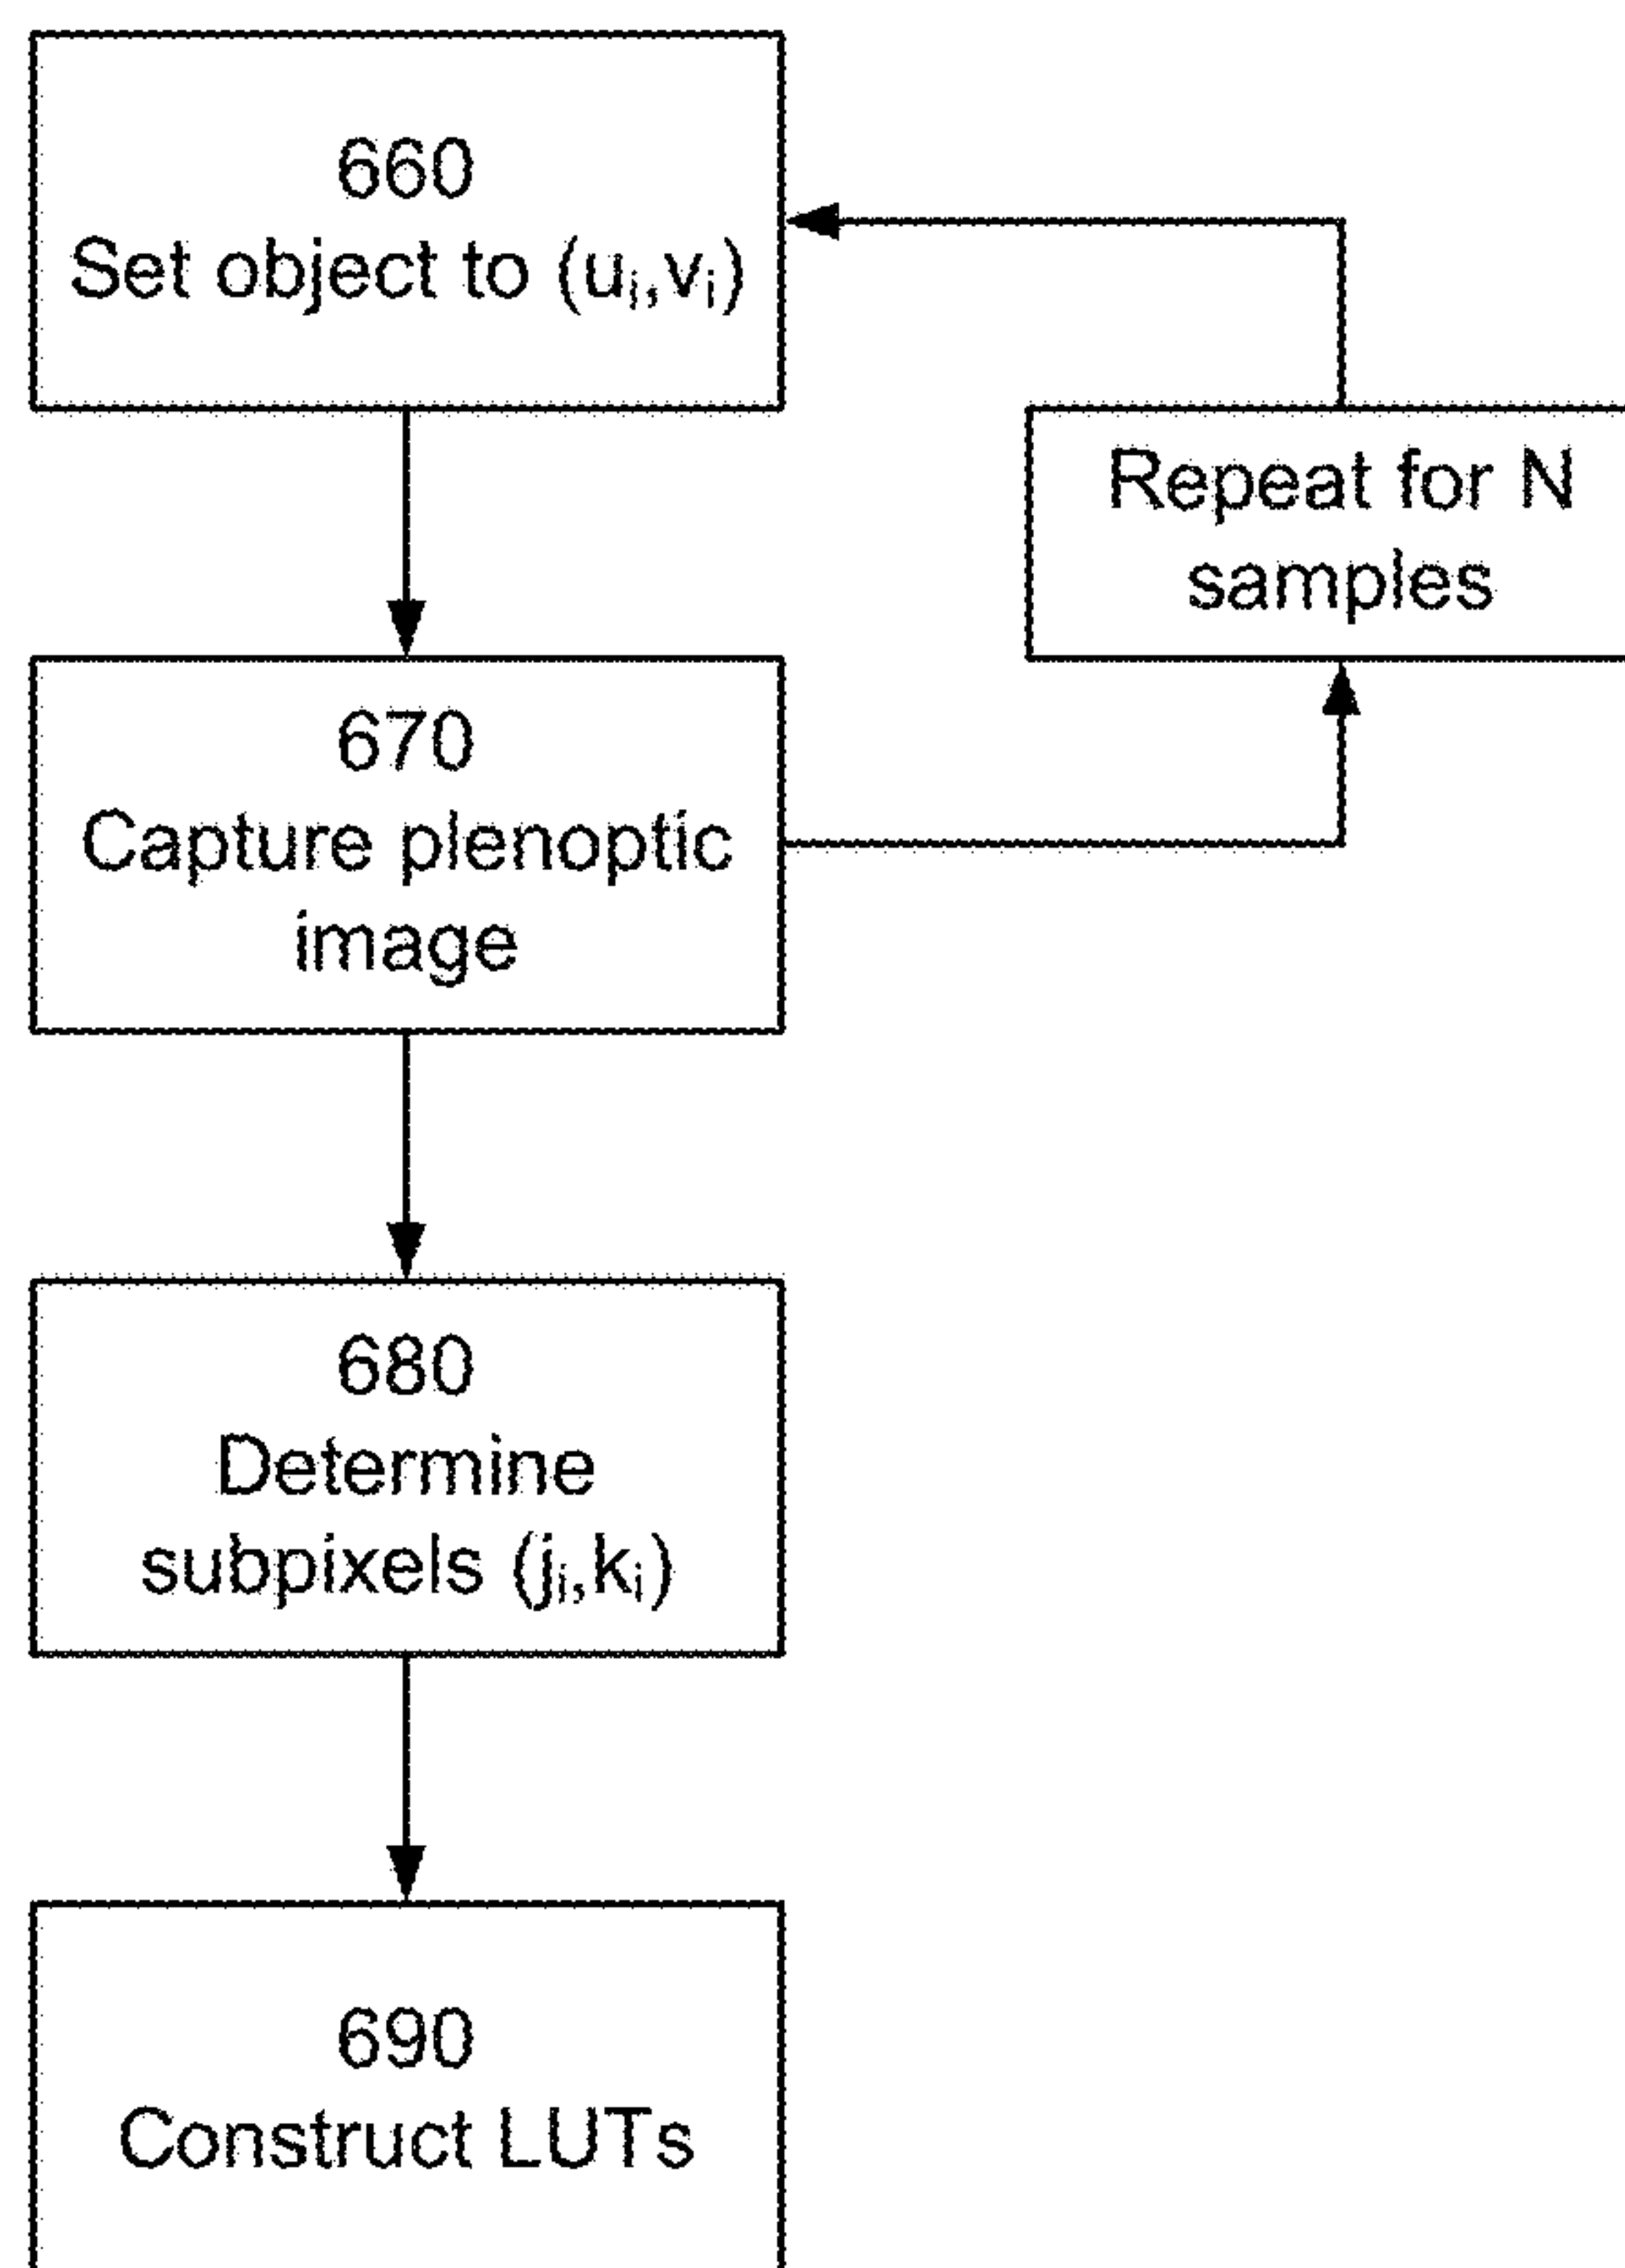 660
Set object to (uᵢ,vᵢ)
Repeat for N
samples
670
Capture plenoptic
image
680
Determine
subpixels (jᵢ,kᵢ)
690
Construct LUTs